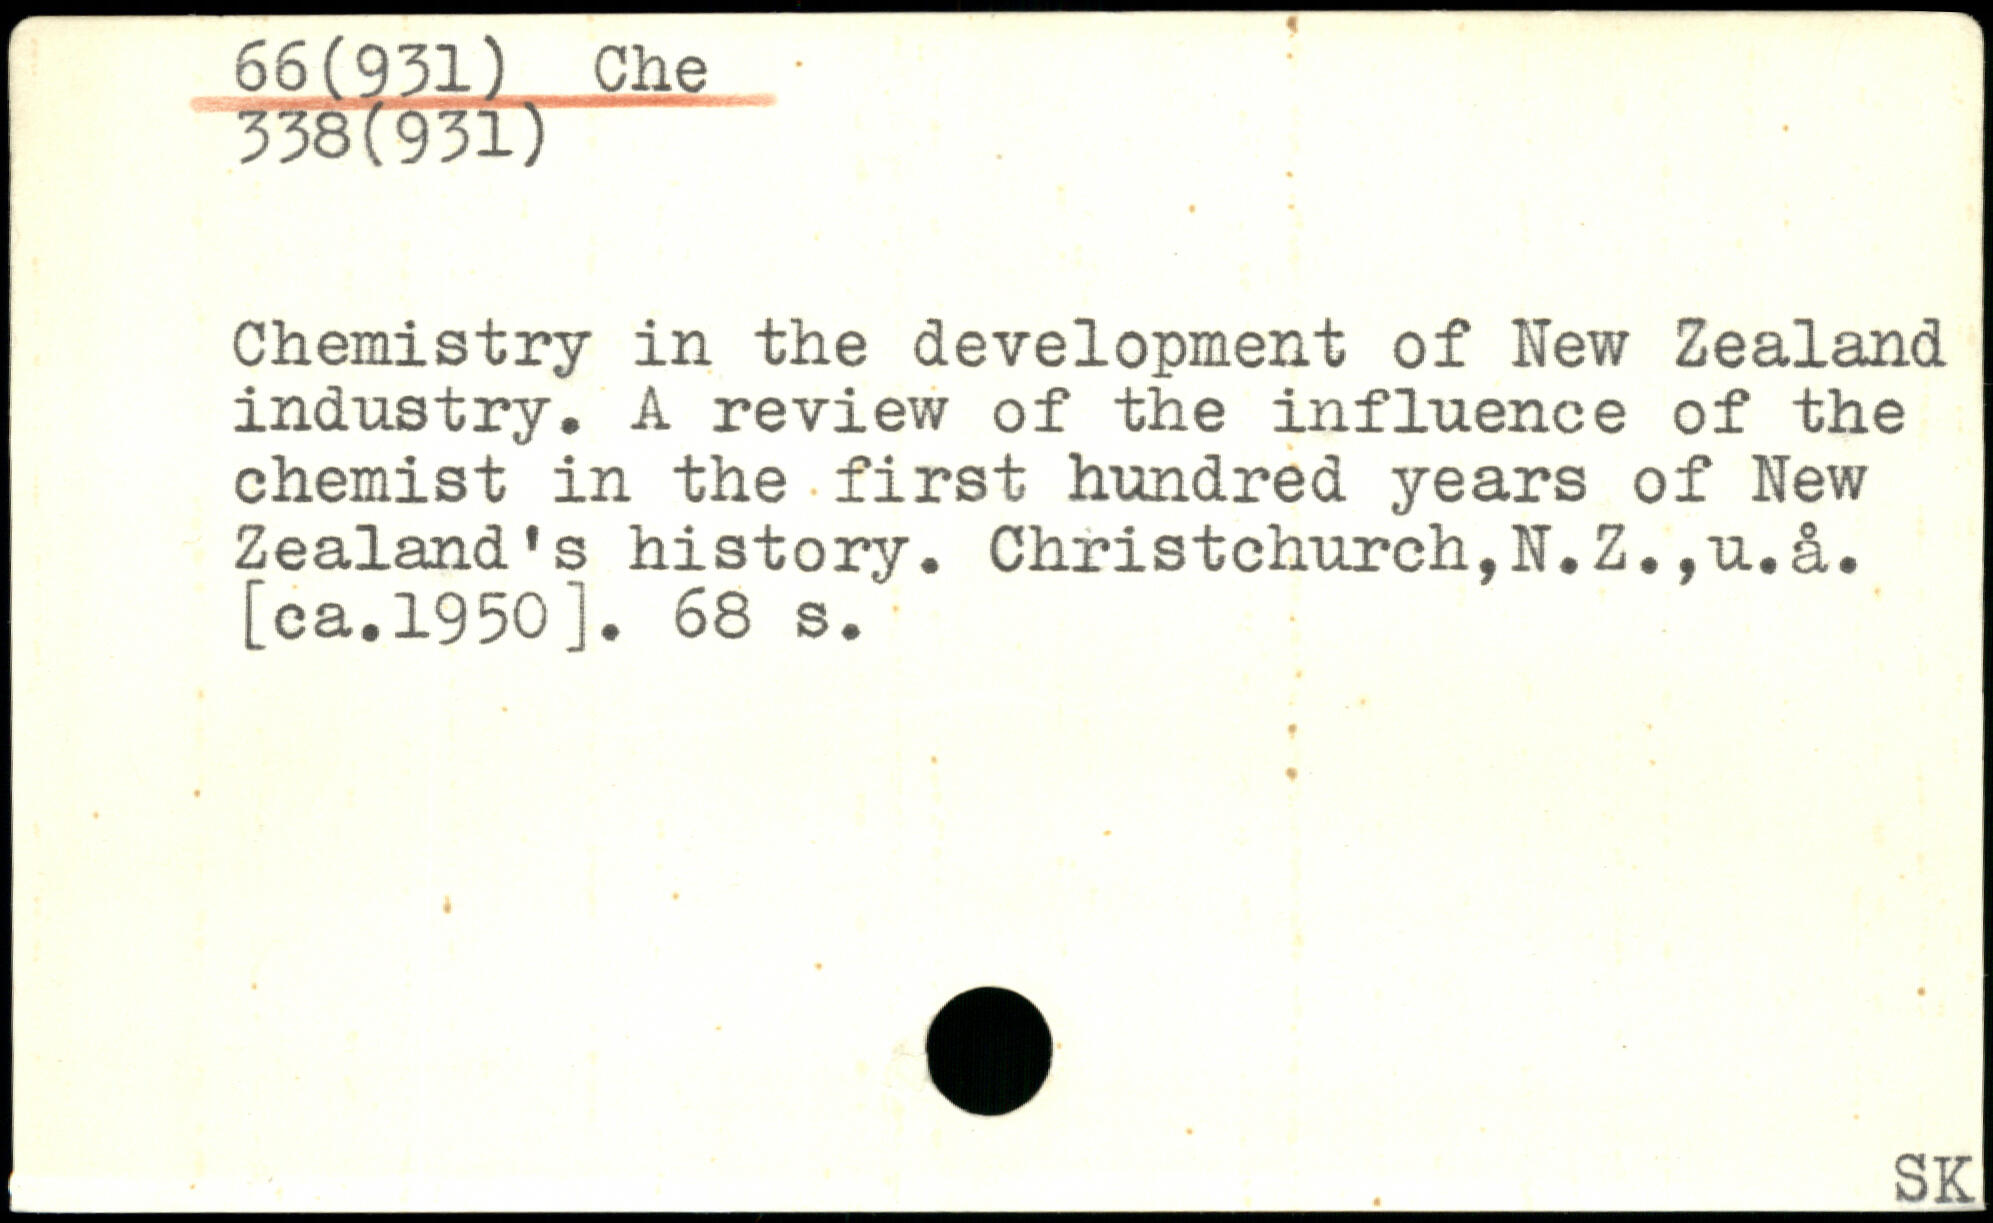 66(931) Che
338(931)
Chemistry in the development of New Zealand
industry. A review of the influence of the
chemist in the first hundred years of New
Zealand's history. Christchurch,N.Z.,u.å.
[ca.1950]. 68 s.
SK